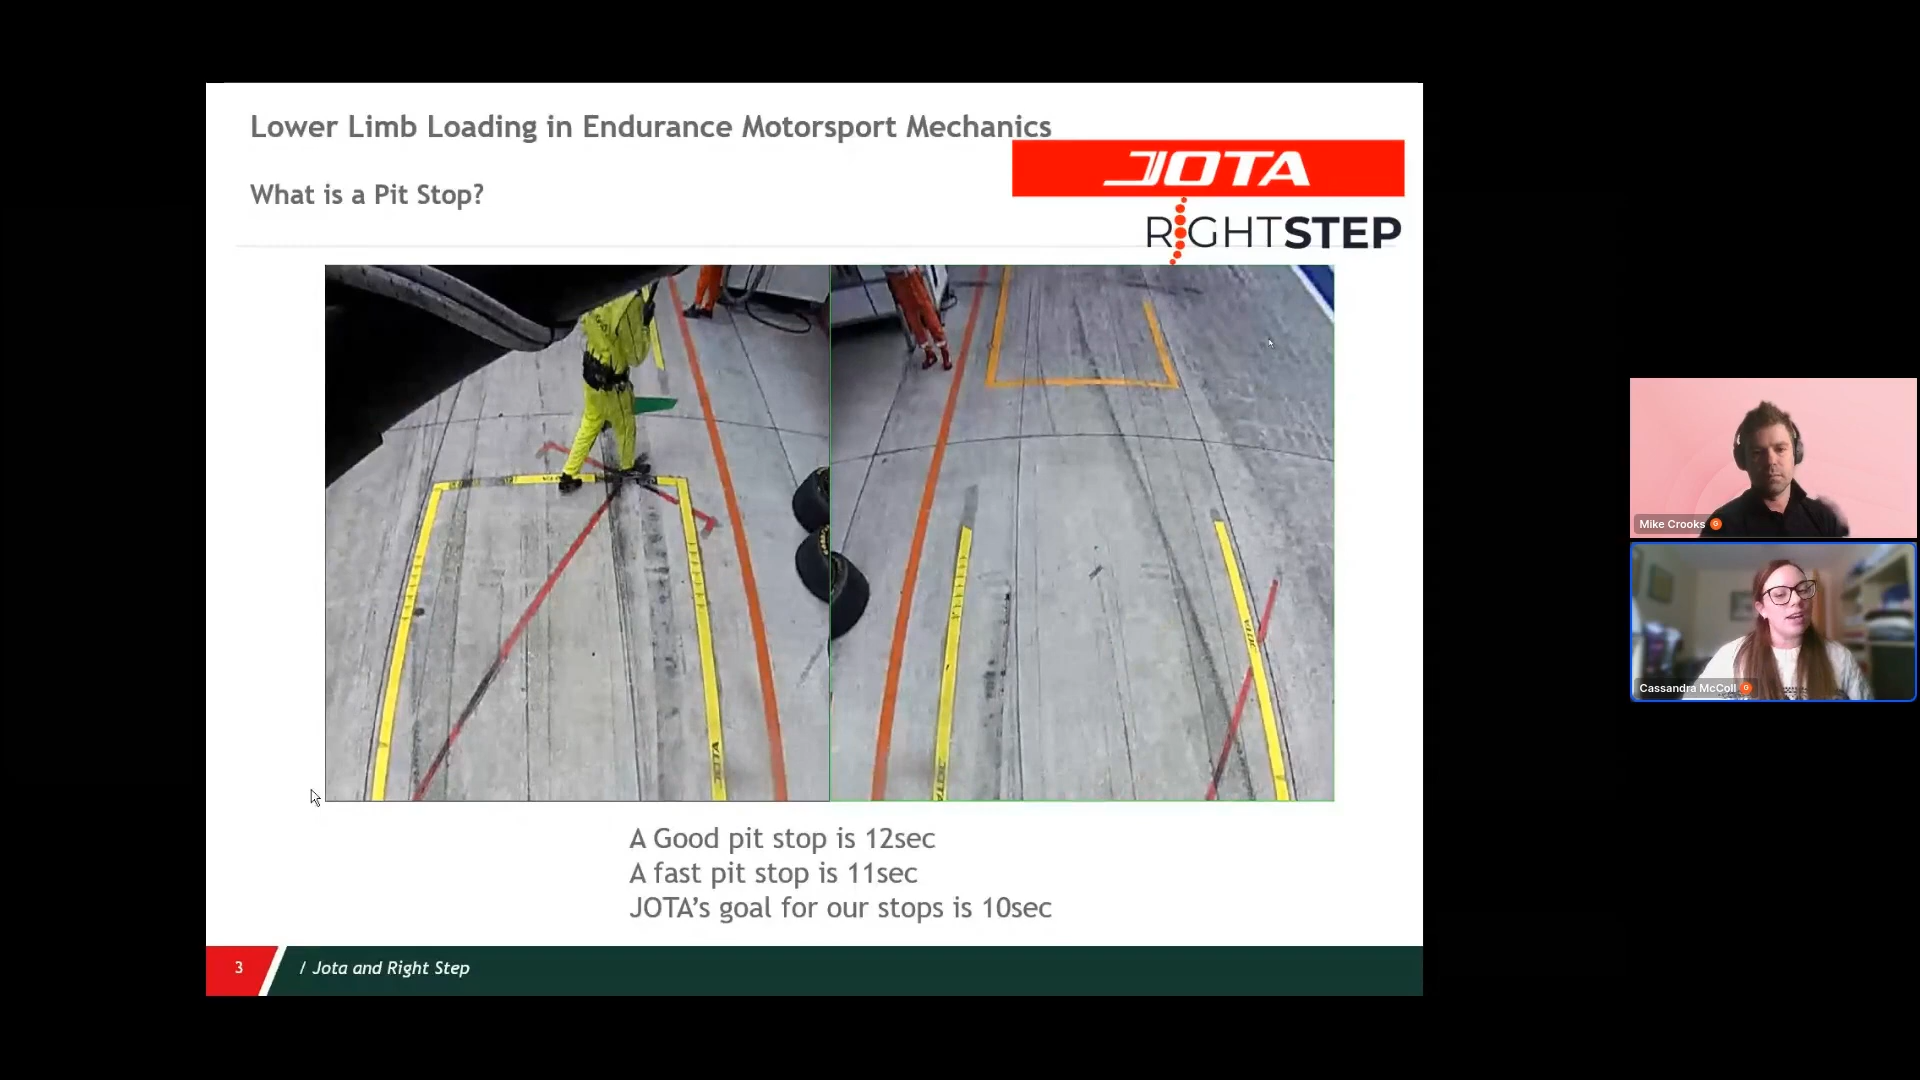 Lower Limb Loading in Endurance Motorsport Mechanics
JOTA
What is a Pit Stop?
RIGHTSTEP
JOTA
JOTA
A Good pit stop is 12sec
A fast pit stop is 11sec
JOTA's goal for our stops is 10sec
3
/ Jota and Right Step
Mike Crooks
Cassandra McColl